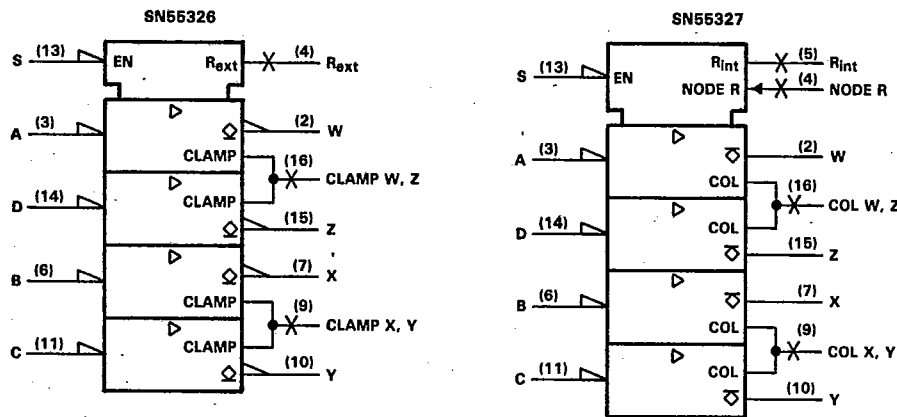 SN55326
S (13) EN Rext (4) Rext
A (3) (2) W
CLAMP
(16) CLAMP W, Z
CLAMP
D (14) (15) Z
B (6) (7) X
CLAMP
(9) CLAMP X, Y
CLAMP
C (11) (10) Y
SN55327
Rint (5) Rint
S (13) EN
NODE R (4) NODE R
A (3) (2) W
COL
(16) COL W, Z
COL
D (14) (15) Z
B (6) (7) X
COL
(9) COL X, Y
COL
C (11) (10) Y